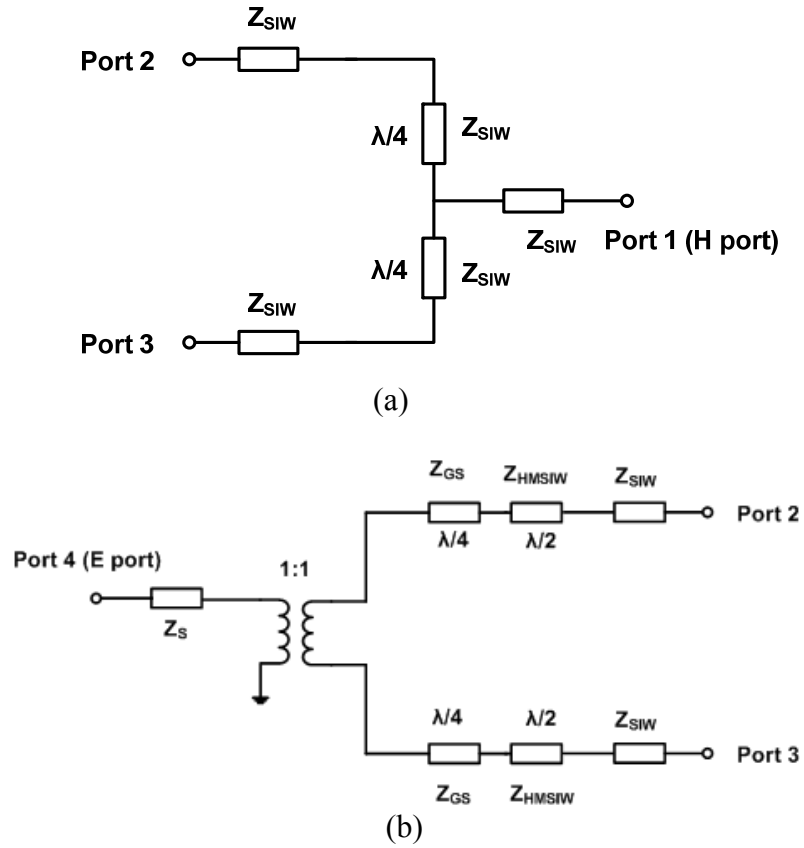 Z_SIW
Port 2
λ/4 Z_SIW
Z_SIW Port 1 (H port)
λ/4 Z_SIW
Z_SIW
Port 3
(a)
Z_GS Z_HMSIW Z_SIW
Port 2
λ/4 λ/2
Port 4 (E port) 1:1
Z_S
λ/4 λ/2 Z_SIW
Port 3
Z_GS Z_HMSIW
(b)